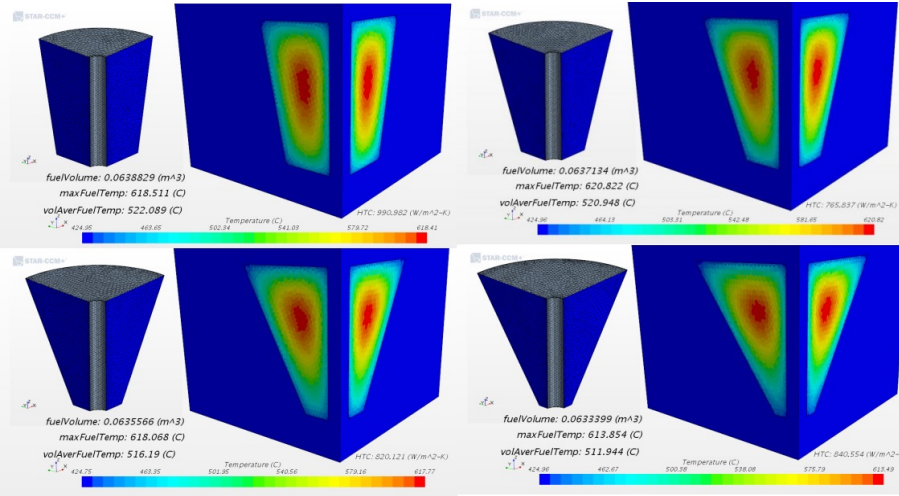 STAR-CCM+
fuelVolume: 0.0638829 (m^3)
maxFuelTemp: 618.511 (C)
volAverFuelTemp: 522.089 (C)
HTC: 990.982 (W/m^2-K)
Temperature (C)
424.95 463.65 502.34 541.03 579.72 618.41
STAR-CCM+
fuelVolume: 0.0637134 (m^3)
maxFuelTemp: 620.822 (C)
volAverFuelTemp: 520.948 (C)
HTC: 765.837 (W/m^2-K)
Temperature (C)
424.96 464.13 503.31 542.48 581.65 620.82
STAR-CCM+
fuelVolume: 0.0635566 (m^3)
maxFuelTemp: 618.068 (C)
volAverFuelTemp: 516.19 (C)
HTC: 820.121 (W/m^2-K)
Temperature (C)
424.75 463.35 501.95 540.56 579.16 617.77
STAR-CCM+
fuelVolume: 0.0633399 (m^3)
maxFuelTemp: 613.854 (C)
volAverFuelTemp: 511.944 (C)
HTC: 840.554 (W/m^2-
Temperature (C)
424.96 462.67 500.38 538.08 575.79 613.49